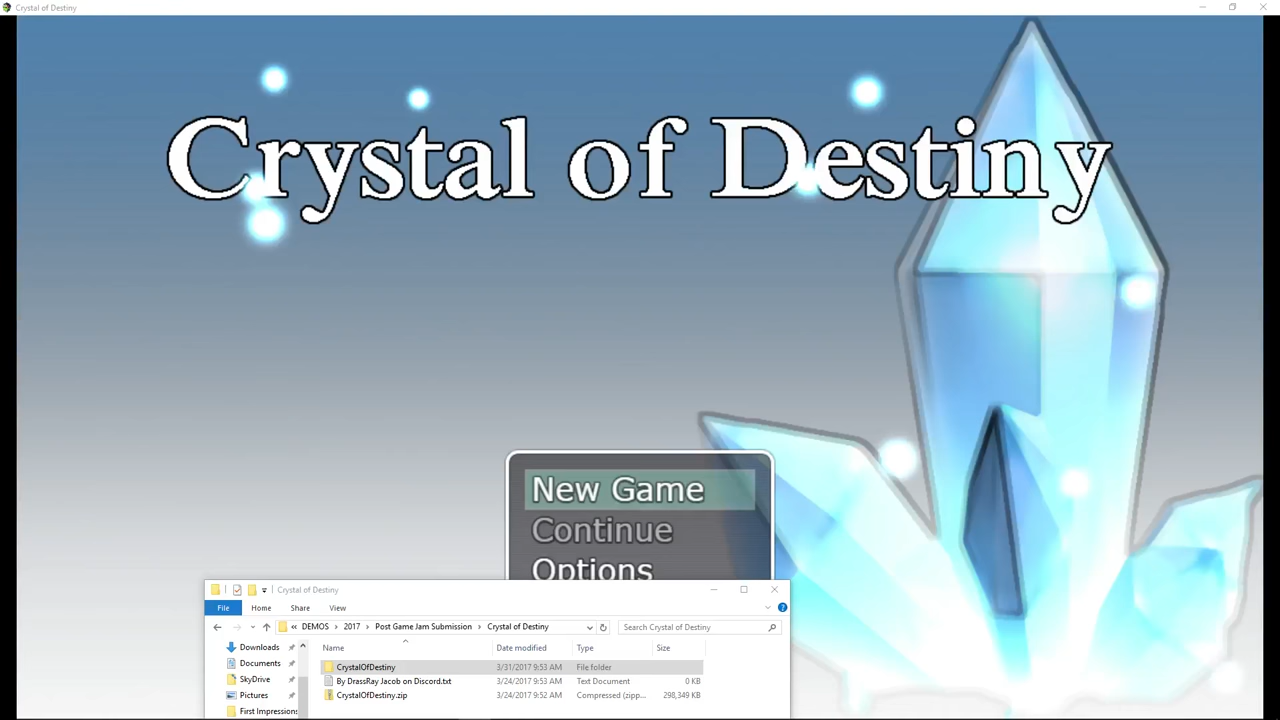 Crystal of Destiny
Crystal of Destiny
New Game
Continue
Options
Crystal of Destiny
File Home Share View
« DEMOS 2017 Post Game Jam Submission Crystal of Destiny Search Crystal of Destiny
Name Date modified Type Size
Downloads
Documents
SkyDrive
Pictures
First Impressions
CrystalOfDestiny 3/31/2017 9:53 AM File folder
By DrassRay Jacob on Discord.txt 3/24/2017 9:53 AM Text Document 0 KB
CrystalOfDestiny.zip 3/24/2017 9:52 AM Compressed (zipp... 298,349 KB